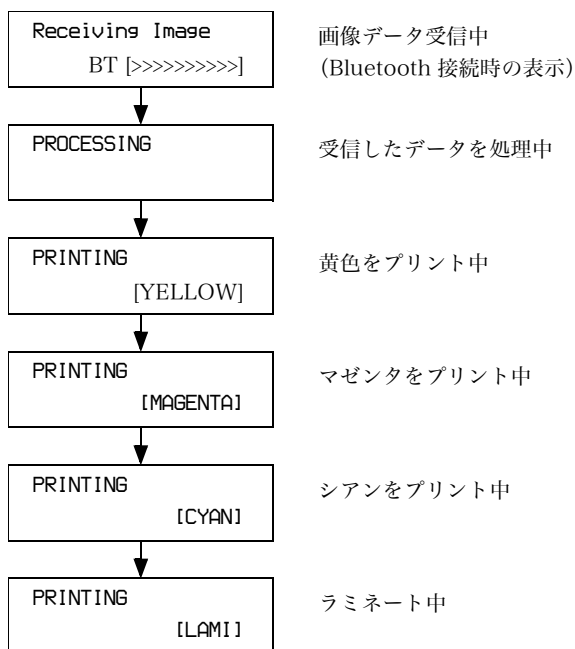 Receiving Image
BT [>>>>>>>>>>]
画像データ受信中
（Bluetooth 接続時の表示）
PROCESSING
受信したデータを処理中
PRINTING
[YELLOW]
黄色をプリント中
PRINTING
[MAGENTA]
マゼンタをプリント中
PRINTING
[CYAN]
シアンをプリント中
PRINTING
[LAMI]
ラミネート中